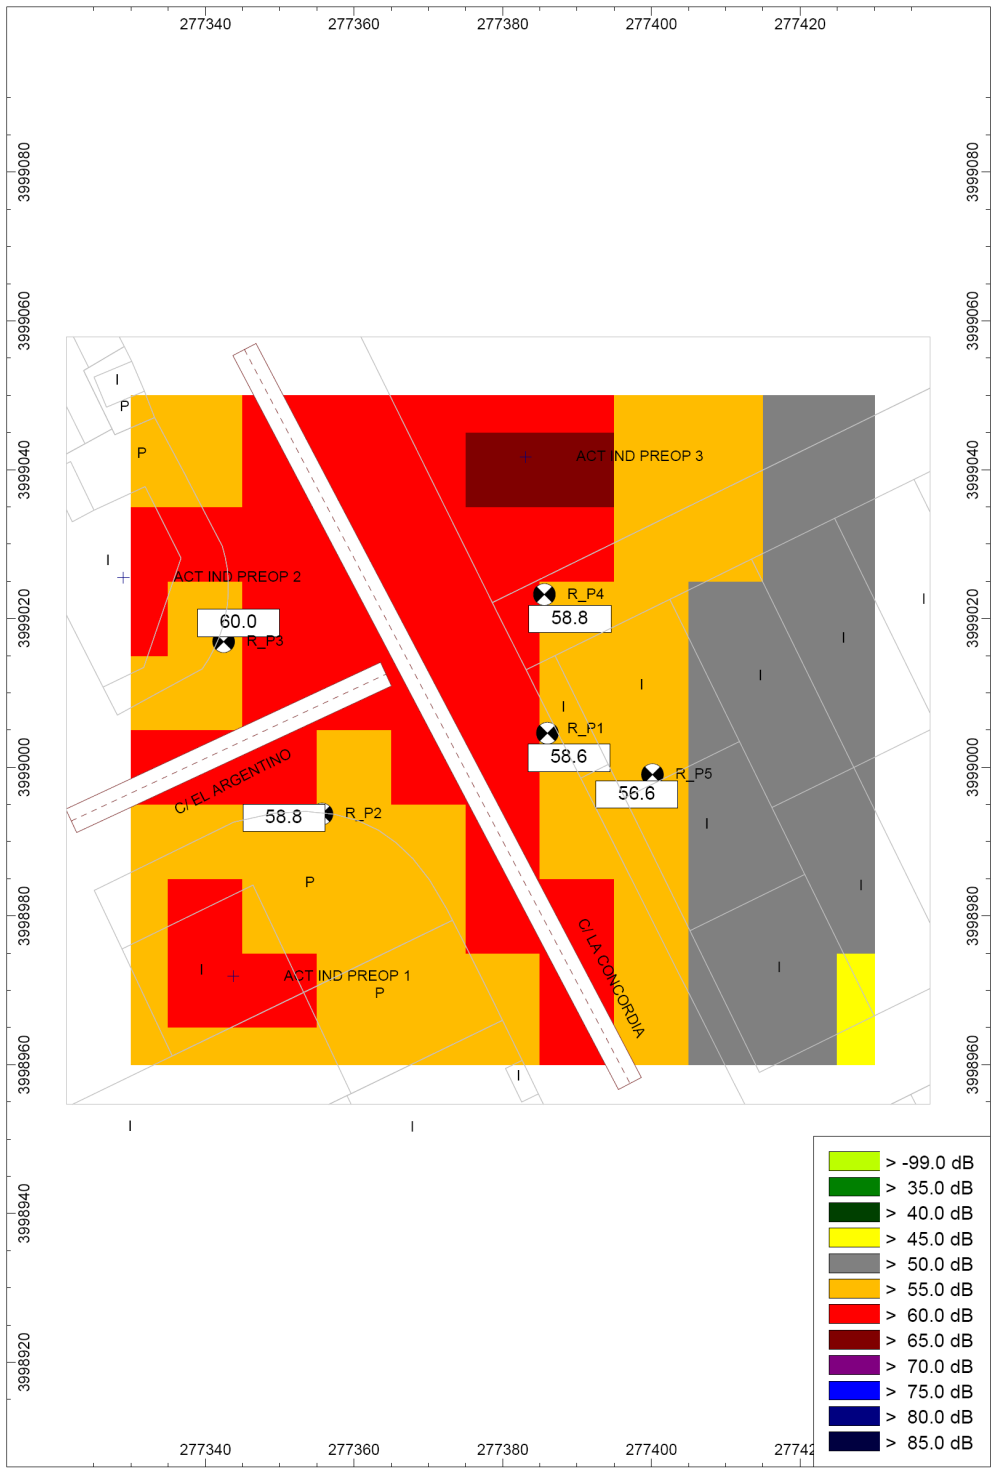 277340 277360 277380 277400 277420
3999080 3999080
3999060 3999060
I
P
P
3999040 ACT IND PREOP 3 3999040
I
ACT IND PREOP 2
R_P4
I
3999020 60.0 58.8 3999020
R_P3
I
I
I
I
R_P1
58.6
3999000 R_P5 3999000
C/ EL ARGENTINO
56.6
58.8 R_P2
I
P
I
3998980 3998980
C/ LA CONCORDIA
I
I
ACT IND PREOP 1
P
3998960 3998960
I
I I
> -99.0 dB
> 35.0 dB
3998940 > 40.0 dB 3998940
> 45.0 dB
> 50.0 dB
> 55.0 dB
> 60.0 dB
3998920 > 65.0 dB
> 70.0 dB
> 75.0 dB
> 80.0 dB
> 85.0 dB
277340 277360 277380 277400 27742